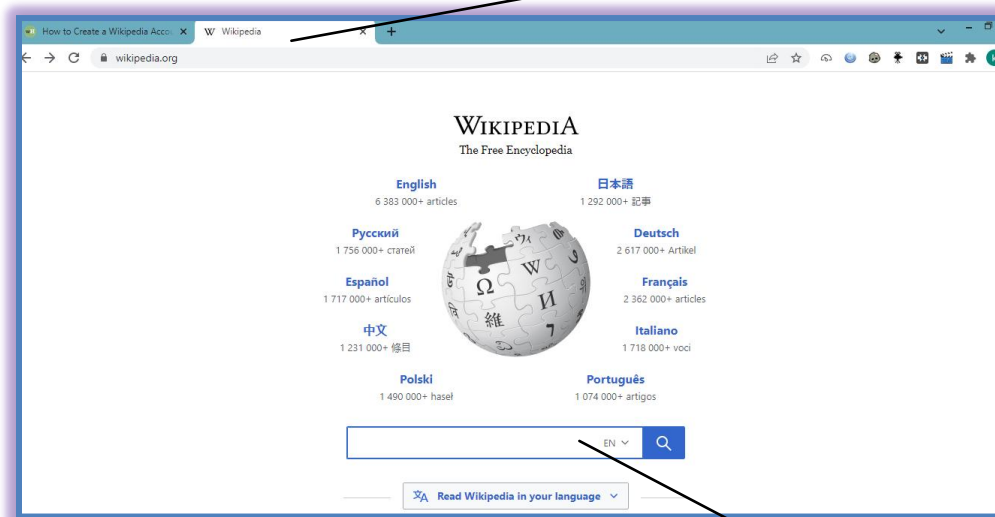 How to Create a Wikipedia Acco
W Wikipedia
wikipedia.org
WIKIPEDIA
The Free Encyclopedia
English
6 383 000+ articles
日本語
1 292 000+ 記事
Русский
1 756 000+ статей
Deutsch
2 617 000+ Artikel
Español
1 717 000+ artículos
Français
2 362 000+ articles
中文
1 231 000+ 條目
Italiano
1 718 000+ voci
Polski
1 490 000+ haseł
Português
1 074 000+ artigos
Ω W И 維 7
EN
Read Wikipedia in your language